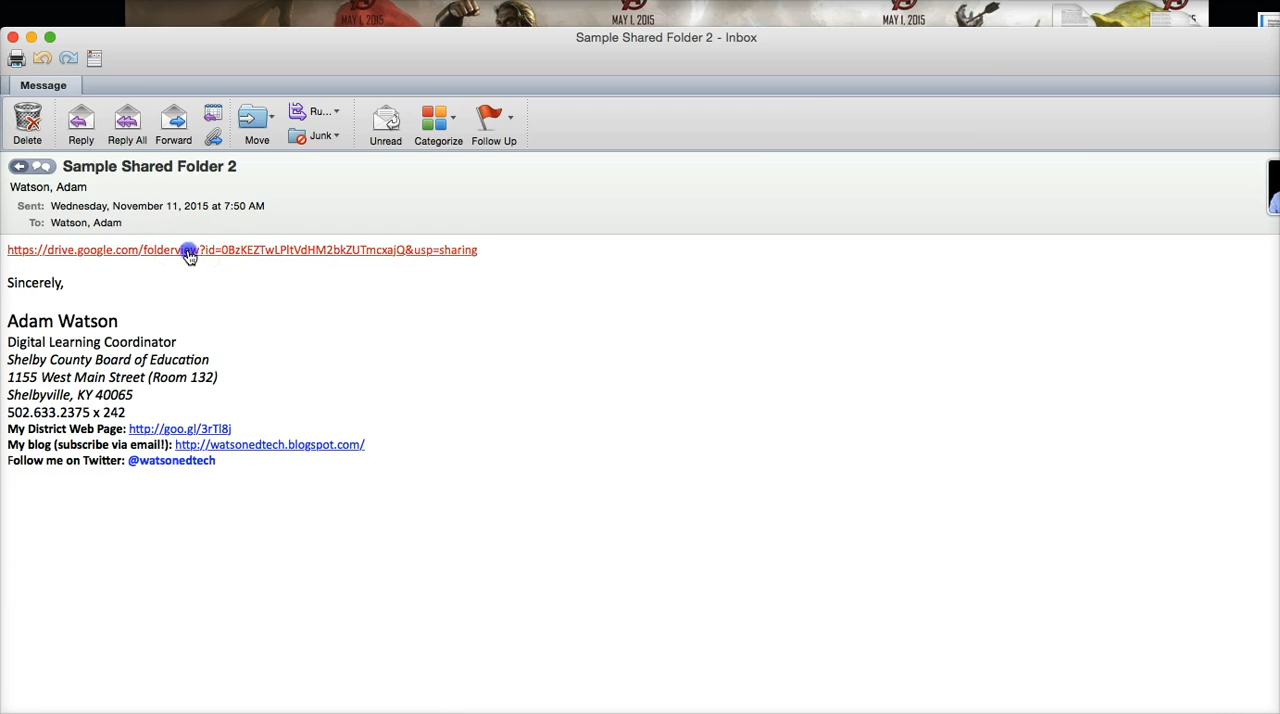 MAY 1, 2015 MAY 1, 2015 MAY 1, 2015
Sample Shared Folder 2 - Inbox
Message
Ru...
Junk
Delete Reply Reply All Forward Move Unread Categorize Follow Up
Sample Shared Folder 2
Watson, Adam
Sent: Wednesday, November 11, 2015 at 7:50 AM
To: Watson, Adam
https://drive.google.com/folderview?id=0BzKEZTwLPltVdHM2bkZUTmcxajQ&usp=sharing
Sincerely,
Adam Watson
Digital Learning Coordinator
Shelby County Board of Education
1155 West Main Street (Room 132)
Shelbyville, KY 40065
502.633.2375 x 242
My District Web Page: http://goo.gl/3rTl8j
My blog (subscribe via email!): http://watsonedtech.blogspot.com/
Follow me on Twitter: @watsonedtech